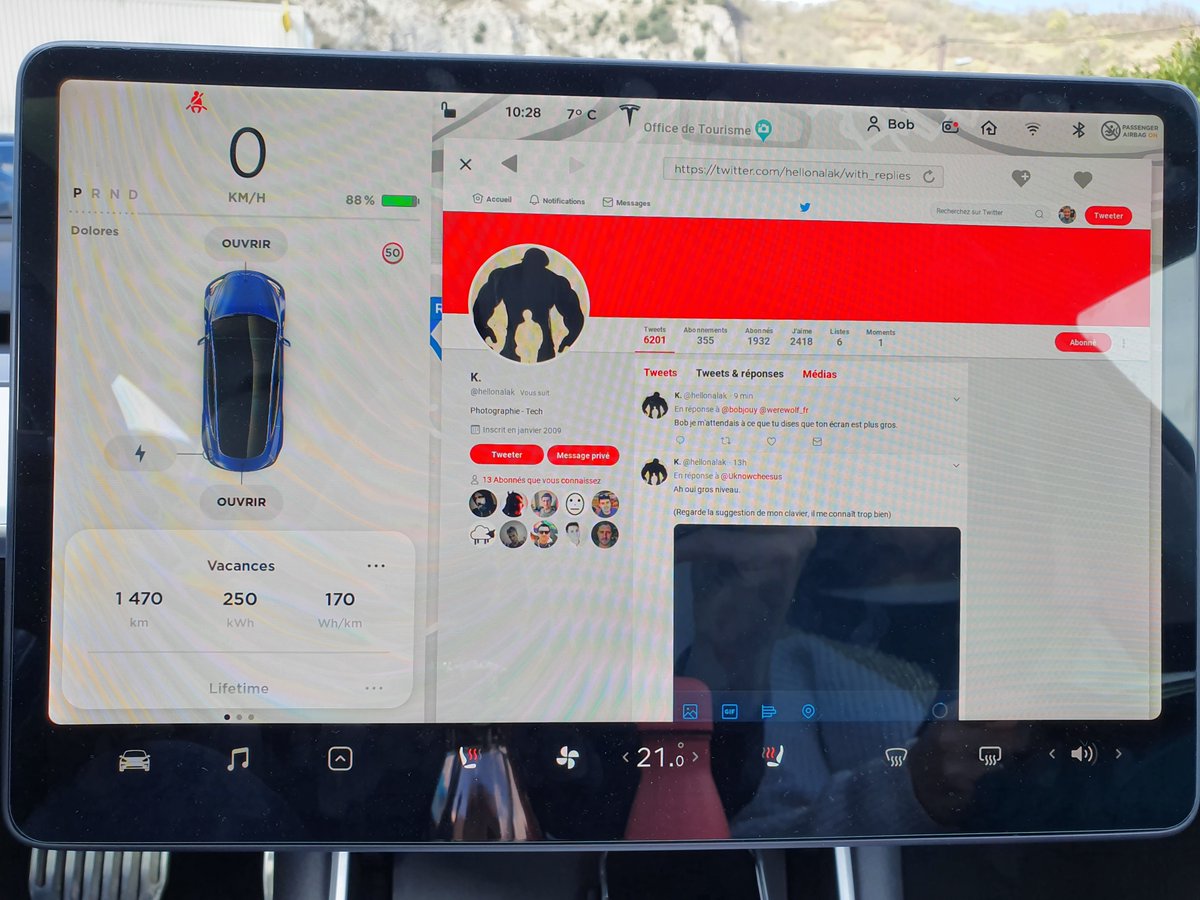 0
KM/H
P R N D
88%
Dolores
OUVRIR
50
OUVRIR
Vacances
1 470 250 170
km kWh Wh/km
Lifetime
10:28 7° C
Office de Tourisme
Bob
PASSENGER
AIRBAG ON
https://twitter.com/hellonalak/with_replies
Accueil Notifications Messages
Recherchez sur Twitter
Tweeter
Tweets Abonnements Abonnés J'aime Listes Moments
6201 355 1932 2418 6 1
Abonné
K.
@hellonalak Vous suit
Photographie - Tech
Inscrit en janvier 2009
Tweeter Message privé
13 Abonnés que vous connaissez
Tweets Tweets & réponses Médias
K. @hellonalak · 9 min
En réponse à @bobjouy @werewolf_fr
Bob je m'attendais à ce que tu dises que ton écran est plus gros.
K. @hellonalak · 13h
En réponse à @Uknowcheesus
Ah oui gros niveau.
(Regarde la suggestion de mon clavier, il me connaît trop bien)
GIF
21.0